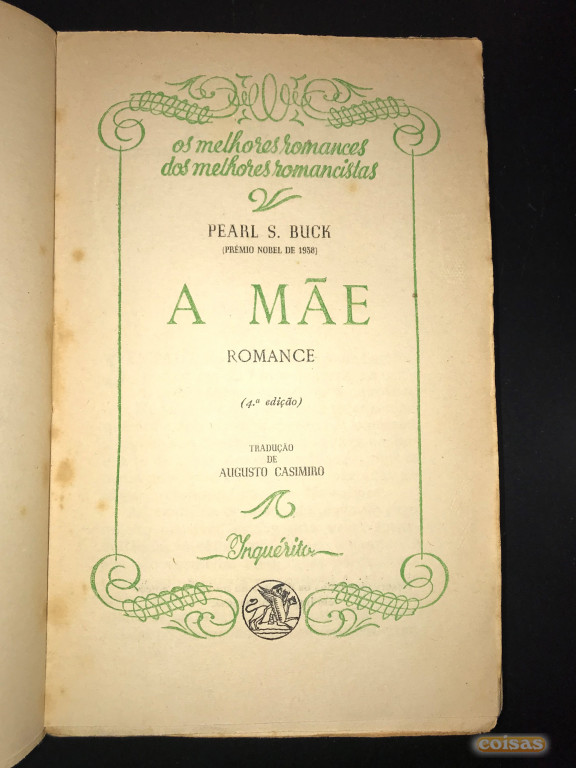 os melhores romances
dos melhores romancistas
PEARL S. BUCK
(PRÉMIO NOBEL DE 1938)
A MÃE
ROMANCE
(4.ª edição)
TRADUÇÃO
DE
AUGUSTO CASIMIRO
Inquérito
coisas